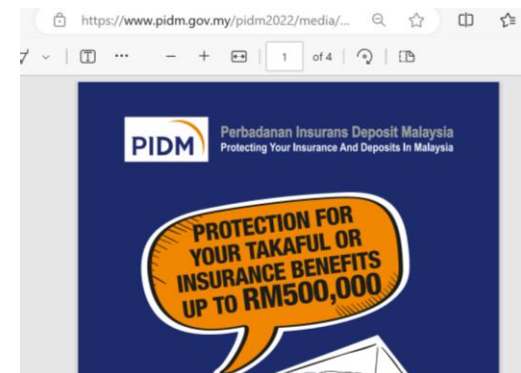 https://www.pidm.gov.my/pidm2022/media/...
1 of 4
PIDM
Perbadanan Insurans Deposit Malaysia
Protecting Your Insurance And Deposits In Malaysia
PROTECTION FOR
YOUR TAKAFUL OR
INSURANCE BENEFITS
UP TO RM500,000